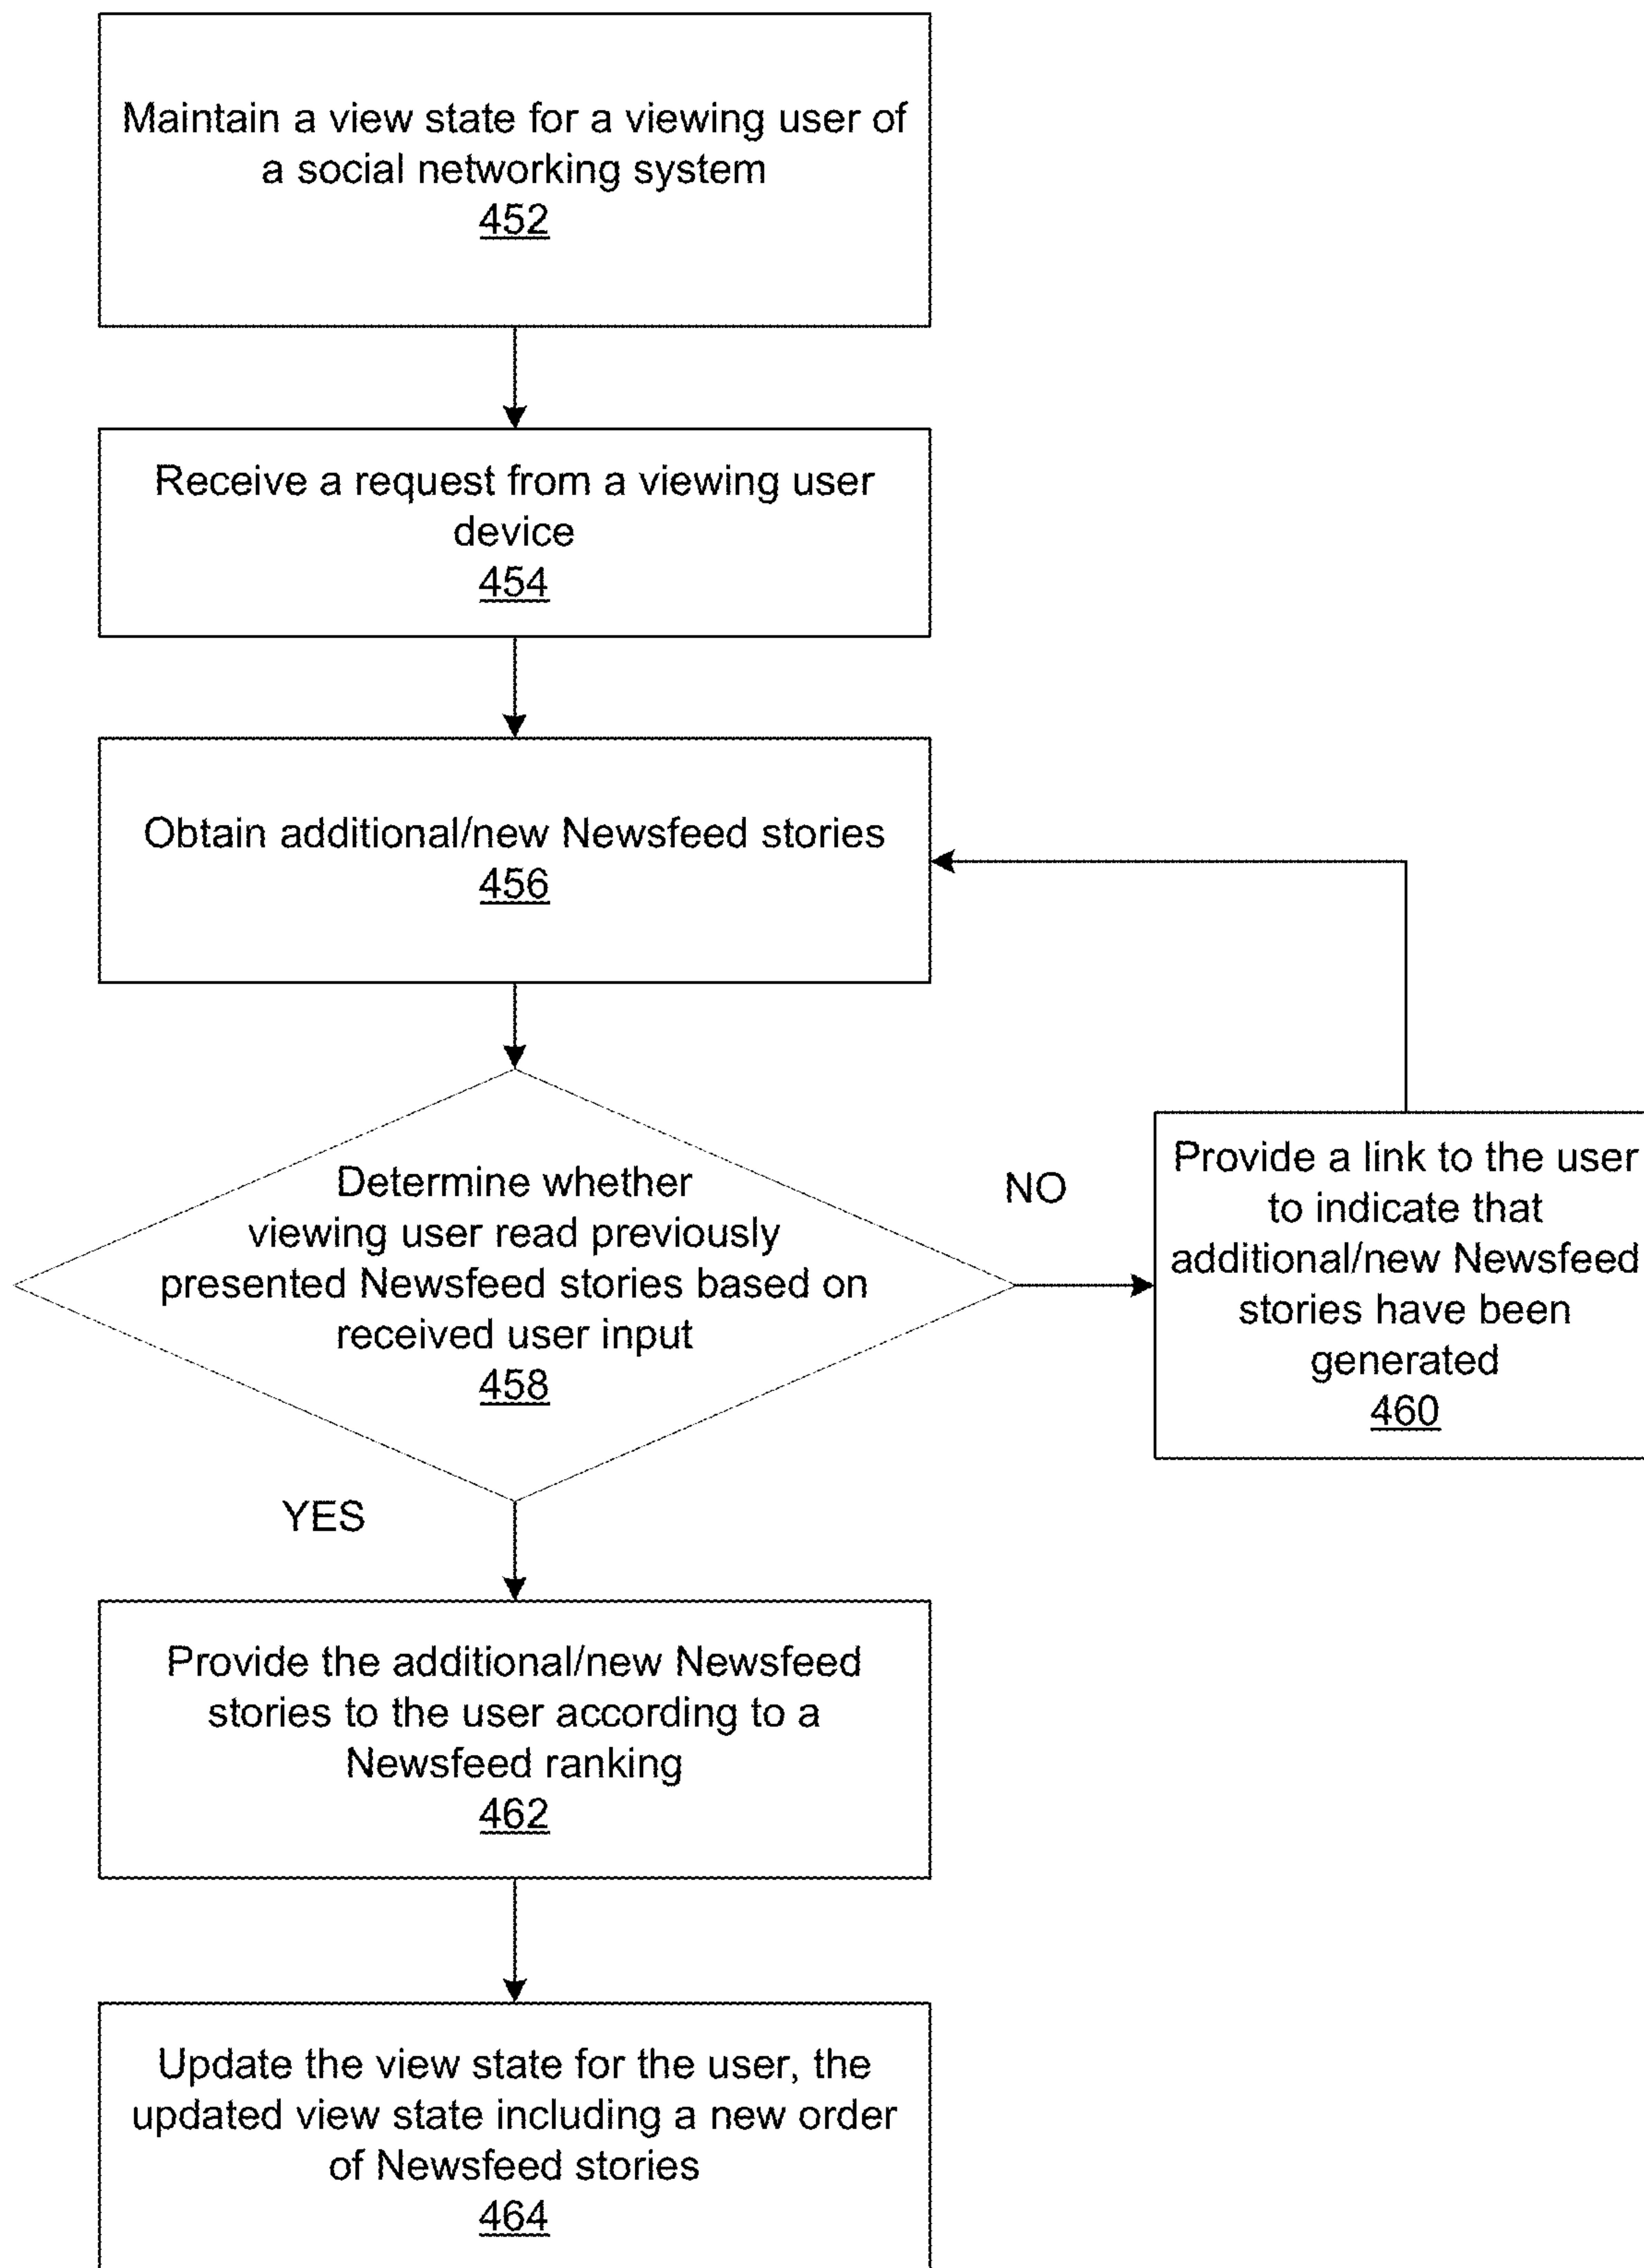 Maintain a view state for a viewing user of
a social networking system
452
Receive a request from a viewing user
device
454
Obtain additional/new Newsfeed stories
456
Determine whether
viewing user read previously
presented Newsfeed stories based on
received user input
458
NO
Provide a link to the user
to indicate that
additional/new Newsfeed
stories have been
generated
460
YES
Provide the additional/new Newsfeed
stories to the user according to a
Newsfeed ranking
462
Update the view state for the user, the
updated view state including a new order
of Newsfeed stories
464